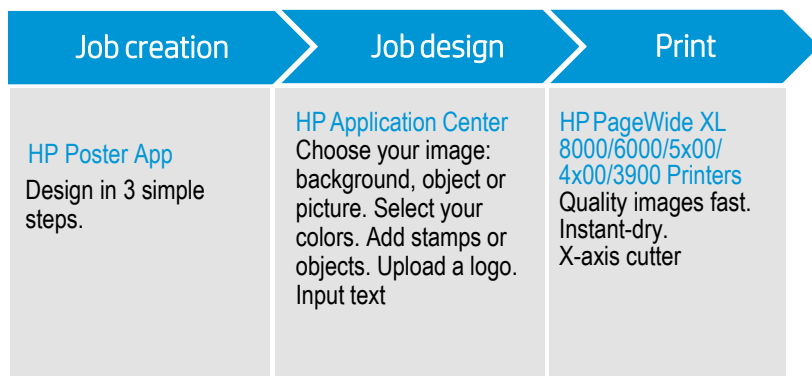 Job creation
Job design
Print
HP Poster App
Design in 3 simple
steps.
HP Application Center
Choose your image:
background, object or
picture. Select your
colors. Add stamps or
objects. Upload a logo.
Input text
HP PageWide XL
8000/6000/5x00/
4x00/3900 Printers
Quality images fast.
Instant-dry.
X-axis cutter